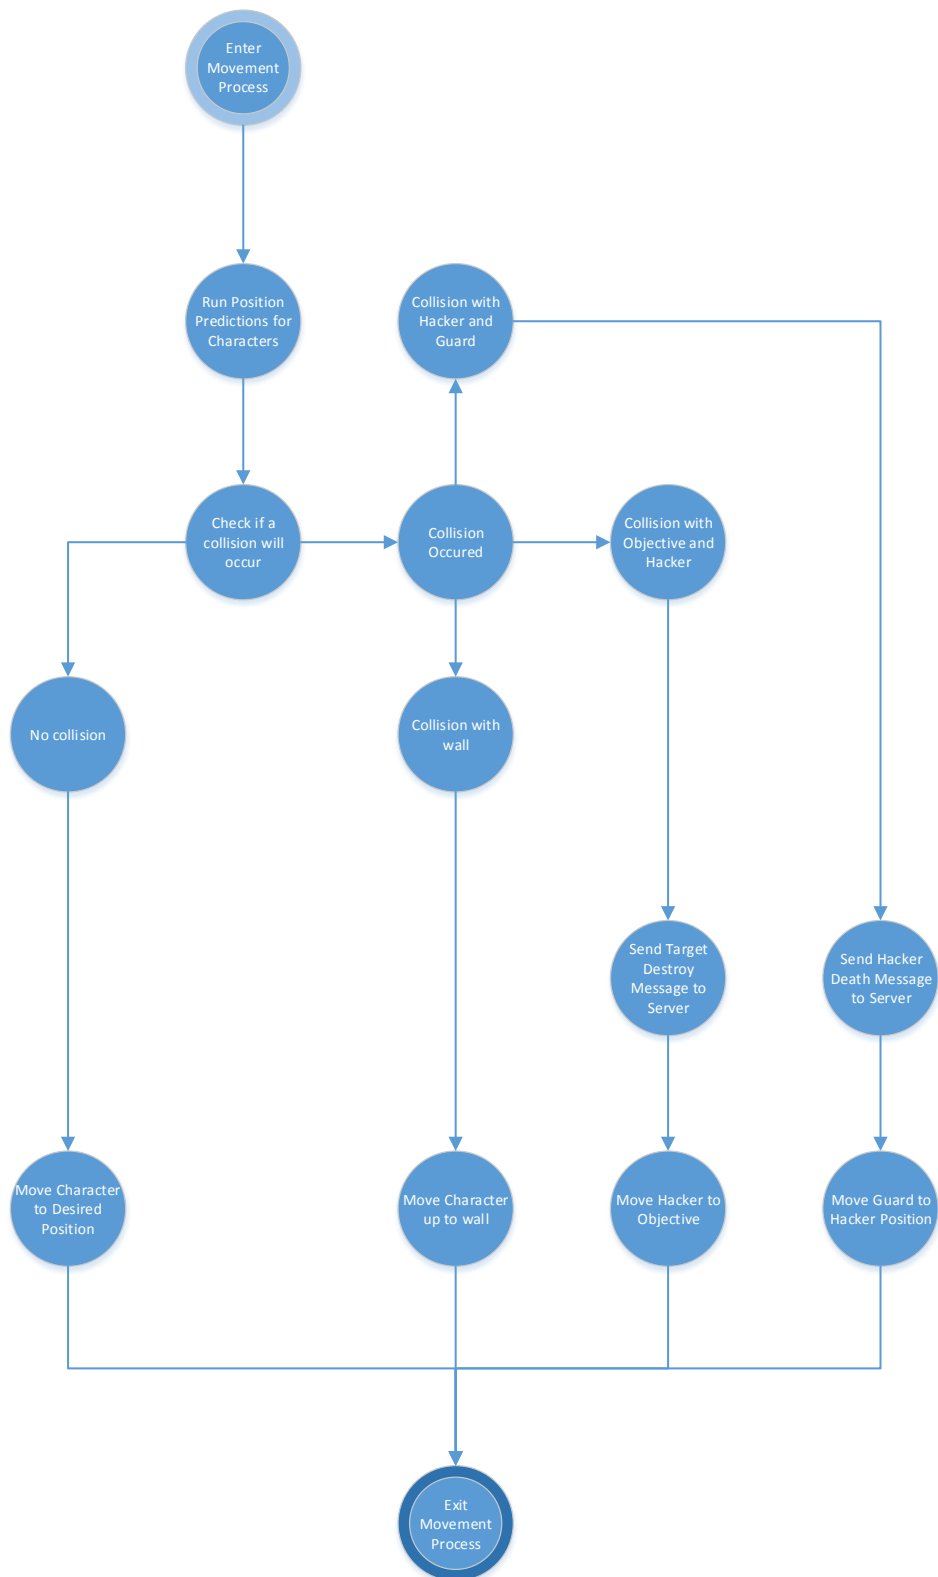 Enter
Movement
Process
Run Position
Predictions for
Characters
Collision with
Hacker and
Guard
Check if a
collision will
occur
Collision
Occured
Collision with
Objective and
Hacker
No collision
Collision with
wall
Send Target
Destroy
Message to
Server
Send Hacker
Death Message
to Server
Move Character
to Desired
Position
Move Character
up to wall
Move Hacker to
Objective
Move Guard to
Hacker Position
Exit
Movement
Process